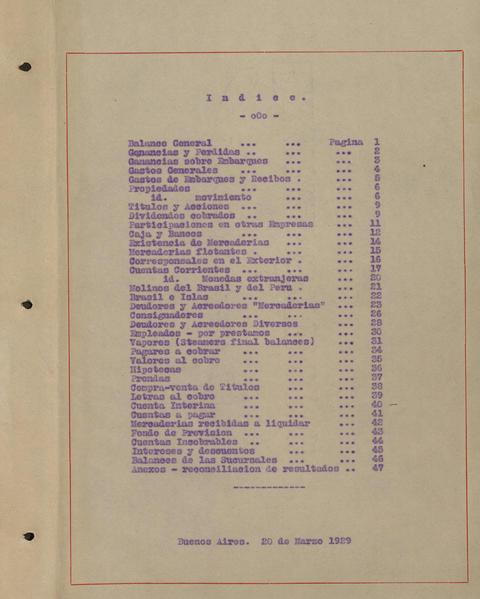 I n d i c e .
- oOo -
Balance General ... ... Pagina 1
Ganancias y Perdidas .. ... ... 2
Ganancias sobre Embarques ... ... 3
Gastos Generales ... ... ... 4
Gastos de Embarques y Recibos . ... 5
Propiedades ... ... ... 6
id. movimiento ... ... 6
Titulos y Acciones ... ... ... 9
Dividendos cobrados .. ... ... 9
Participaciones en otras Empresas ... 11
Caja y Bancos ... ... ... 12
Existencia de Mercaderias ... ... 14
Mercaderias flotantes . ... ... 15
Corresponsales en el Exterior . ... 16
Cuentas Corrientes ... ... ... 17
id. Monedas extranjeras ... 20
Molinos del Brasil y del Peru . ... 21
Brasil e Islas ... ... ... 22
Deudores y Acreedores "Mercaderias" ... 23
Consignadores ... ... ... 26
Deudores y Acreedores Diversos ... 28
Empleados - por prestamos ... ... 30
Vapores (Steamers final balances) ... 31
Pagares a cobrar ... ... ... 34
Valores al cobro ... ... ... 35
Hipotecas ... ... ... 36
Prendas ... ... ... 37
Compra-venta de Titulos ... ... 38
Letras al cobro ... ... ... 39
Cuenta Interina ... ... ... 40
Cuentas a pagar ... ... ... 41
Mercaderias recibidas a liquidar ... 42
Fondo de Prevision ... ... ... 43
Cuentas Incobrables .. ... ... 44
Intereses y descuentos ... ... 45
Balances de las Sucursales ... ... 46
Anexos - reconciliacion de resultados .. 47
-------------
Buenos Aires. 20 de Marzo 1929